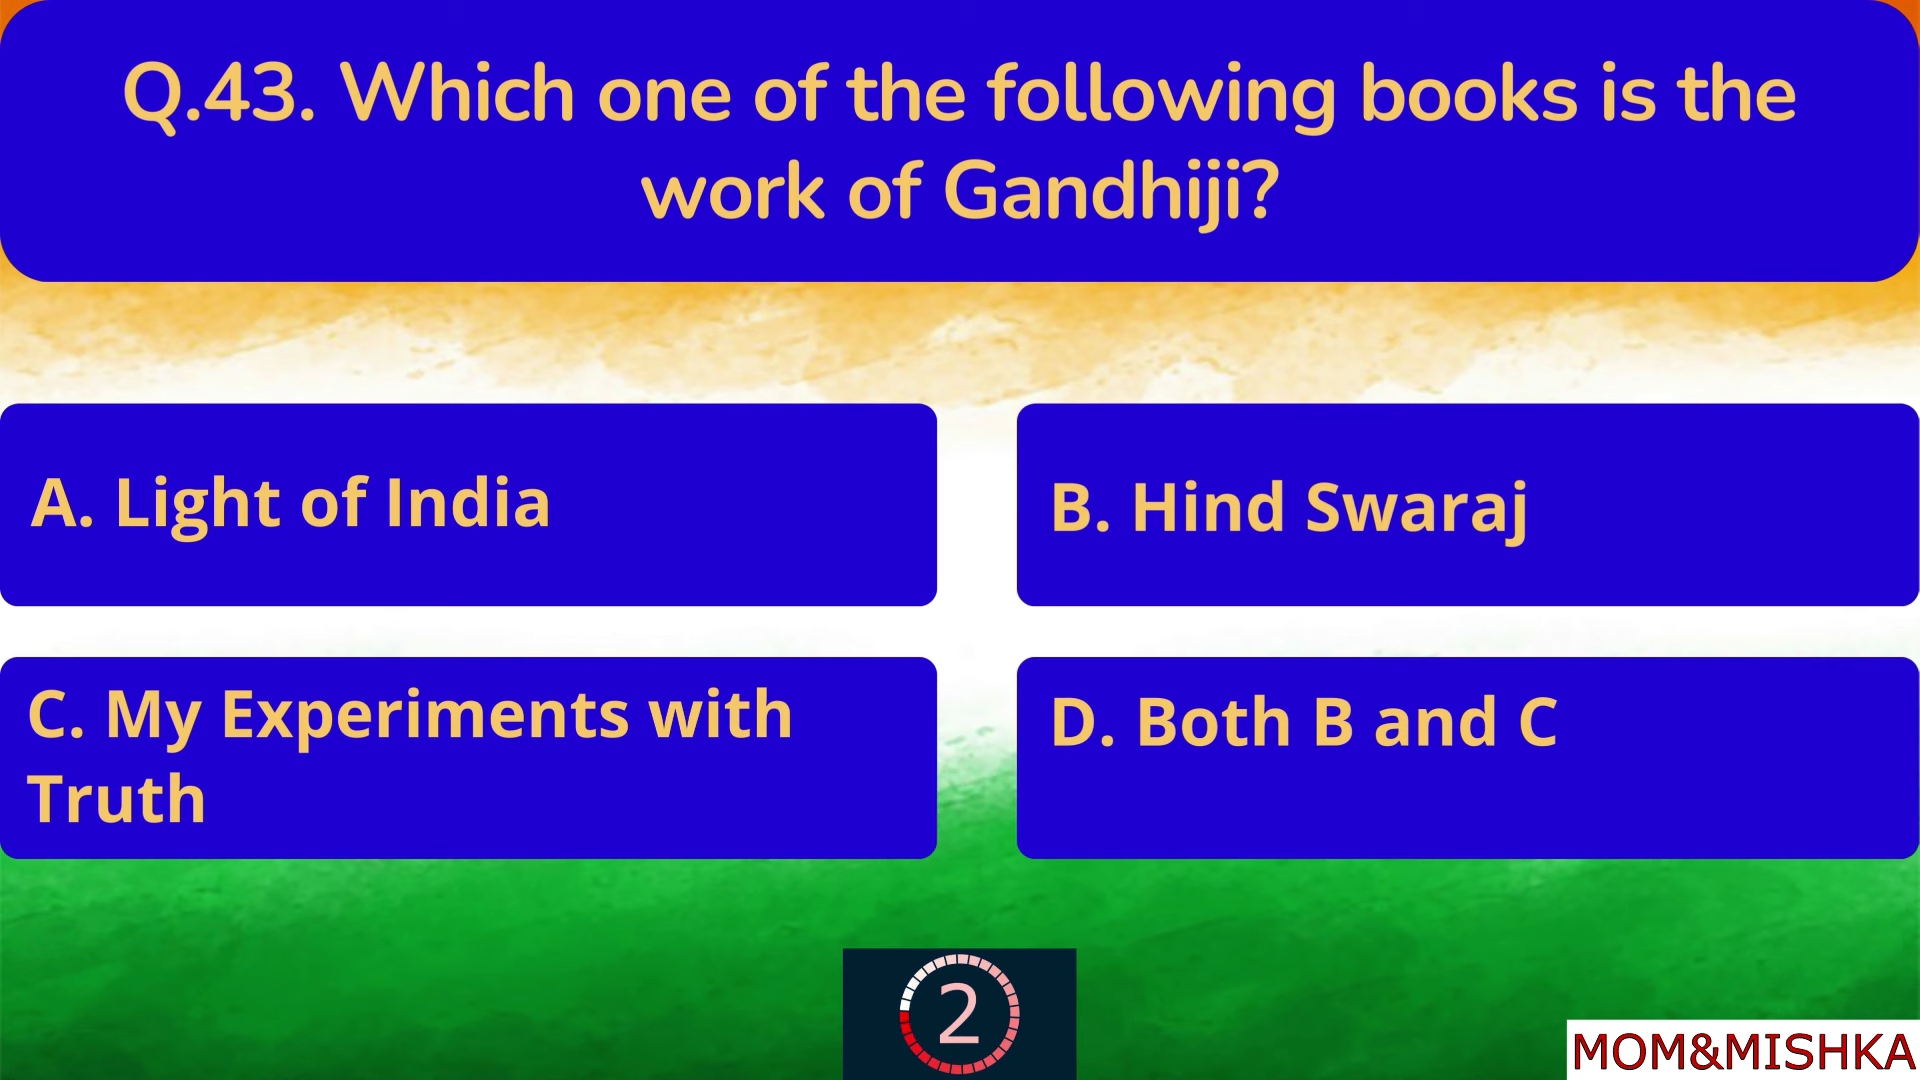 Q.43. Which one of the following books is the
work of Gandhiji?
A. Light of India
B. Hind Swaraj
C. My Experiments with
Truth
D. Both B and C
2
MOM&MISHKA